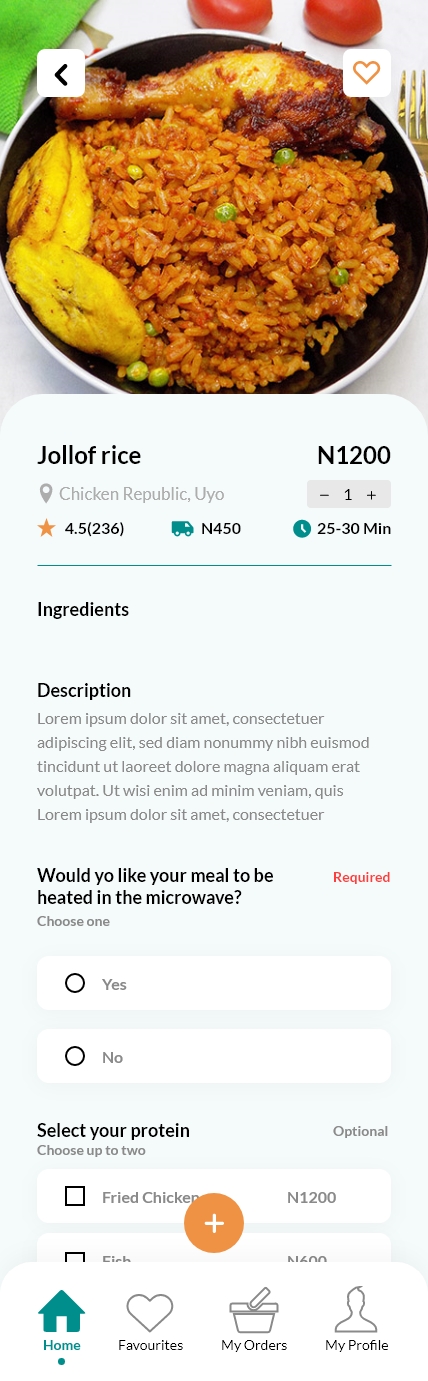 Jollof rice N1200
Chicken Republic, Uyo − 1 +
4.5(236) N450 25-30 Min
Ingredients
Description
Lorem ipsum dolor sit amet, consectetuer
adipiscing elit, sed diam nonummy nibh euismod
tincidunt ut laoreet dolore magna aliquam erat
volutpat. Ut wisi enim ad minim veniam, quis
Lorem ipsum dolor sit amet, consectetuer
Would yo like your meal to be
heated in the microwave?
Required
Choose one
Yes
No
Select your protein Optional
Choose up to two
Fried Chicken N1200
Fish N600
Home Favourites My Orders My Profile